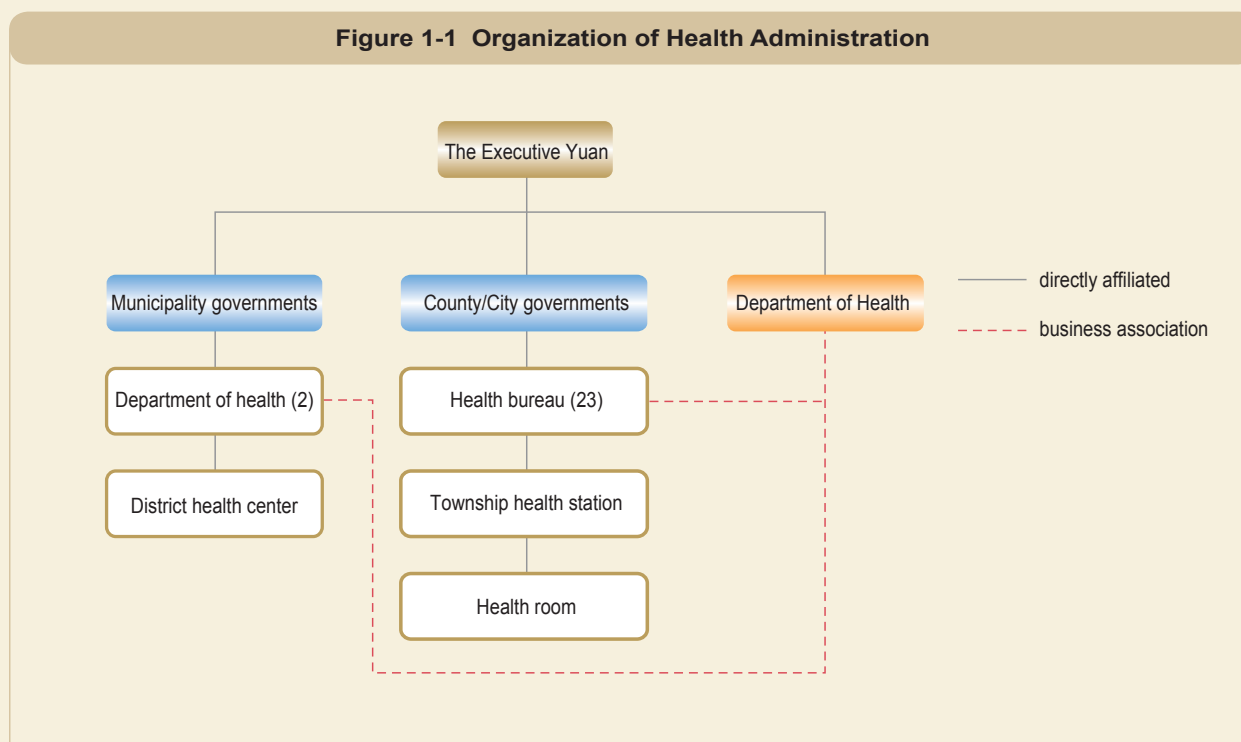 Figure 1-1 Organization of Health Administration
The Executive Yuan
Municipality governments
County/City governments
Department of Health
directly affiliated
business association
Department of health (2)
Health bureau (23)
District health center
Township health station
Health room